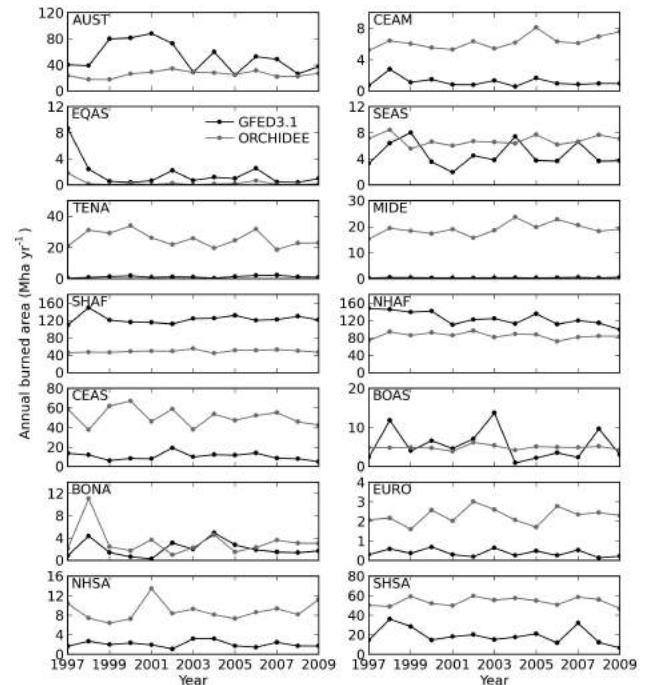 AUST
120
80
40
0
CEAM
8
4
0
EQAS
12
8
4
0
GFED3.1
ORCHIDEE
SEAS
12
8
4
0
TENA
40
20
0
MIDE
30
20
10
0
SHAF
160
120
80
40
0
NHAF
160
120
80
40
0
CEAS
80
60
40
20
0
BOAS
20
10
0
BONA
12
8
4
0
EURO
4
3
2
1
0
NHSA
16
12
8
4
0
SHSA
80
60
40
20
0
1997 1999 2001 2003 2005 2007 2009
1997 1999 2001 2003 2005 2007 2009
Year
Year
Annual burned area (Mha yr⁻¹)